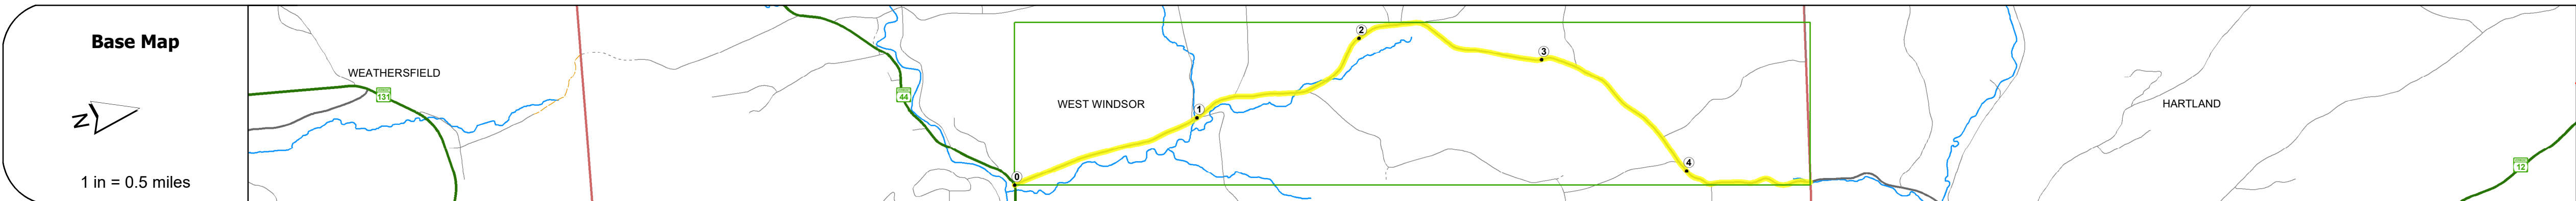 Base Map
N
1 in = 0.5 miles
WEATHERSFIELD
131
44
WEST WINDSOR
0
1
2
3
4
HARTLAND
12